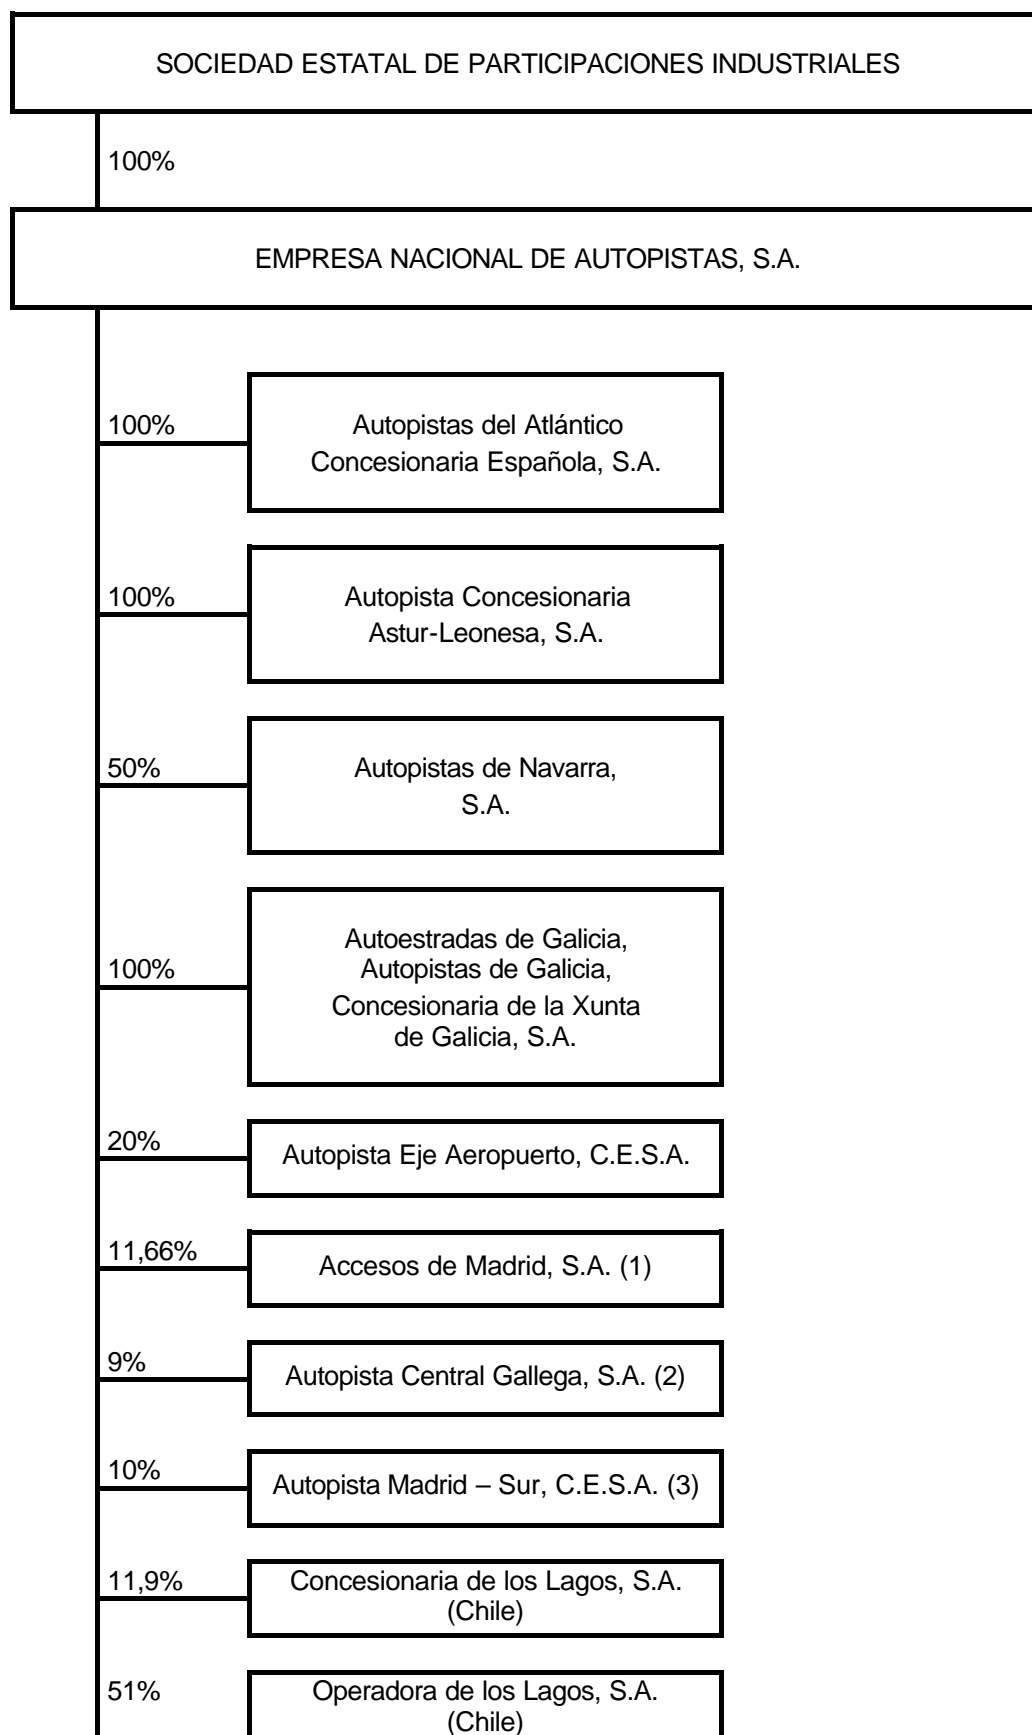 SOCIEDAD ESTATAL DE PARTICIPACIONES INDUSTRIALES
100%
EMPRESA NACIONAL DE AUTOPISTAS, S.A.
100%
Autopistas del Atlántico
Concesionaria Española, S.A.
100%
Autopista Concesionaria
Astur-Leonesa, S.A.
50%
Autopistas de Navarra,
S.A.
100%
Autoestradas de Galicia,
Autopistas de Galicia,
Concesionaria de la Xunta
de Galicia, S.A.
20%
Autopista Eje Aeropuerto, C.E.S.A.
11,66%
Accesos de Madrid, S.A. (1)
9%
Autopista Central Gallega, S.A. (2)
10%
Autopista Madrid – Sur, C.E.S.A. (3)
11,9%
Concesionaria de los Lagos, S.A.
(Chile)
51%
Operadora de los Lagos, S.A.
(Chile)